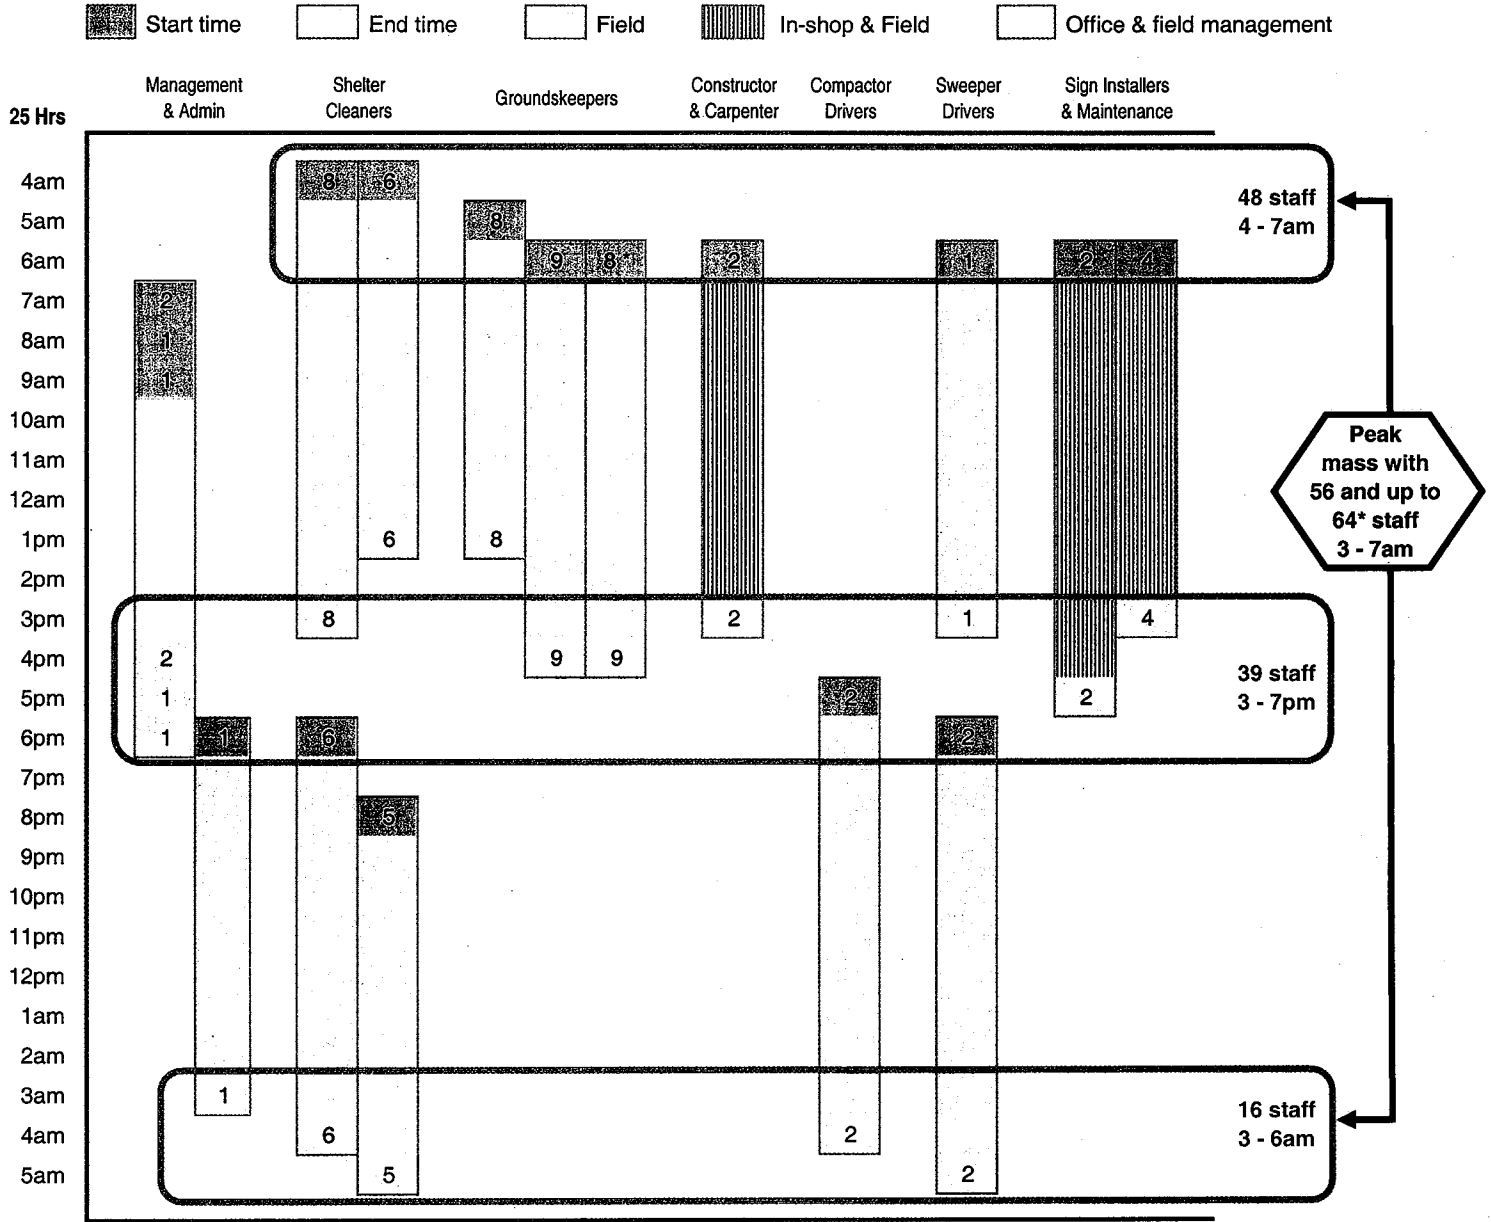 Start time End time Field In-shop & Field Office & field management
Management Shelter Constructor Compactor Sweeper Sign Installers
& Admin Cleaners Groundskeepers & Carpenter Drivers Drivers & Maintenance
25 Hrs
4am 8 6
48 staff
5am 8
4 - 7am
6am 9 8 2 1 2 4
7am 2
8am 1
9am 1
10am
11am
12am
1pm 6 8
2pm
3pm 8 2 1 4
4pm 2 9 9
39 staff
5pm 1 2 2
3 - 7pm
6pm 1 1 6 2
7pm
8pm 5
9pm
10pm
11pm
12pm
1am
2am
3am 1
16 staff
4am 6 2
3 - 6am
5am 5 2
Peak
mass with
56 and up to
64* staff
3 - 7am